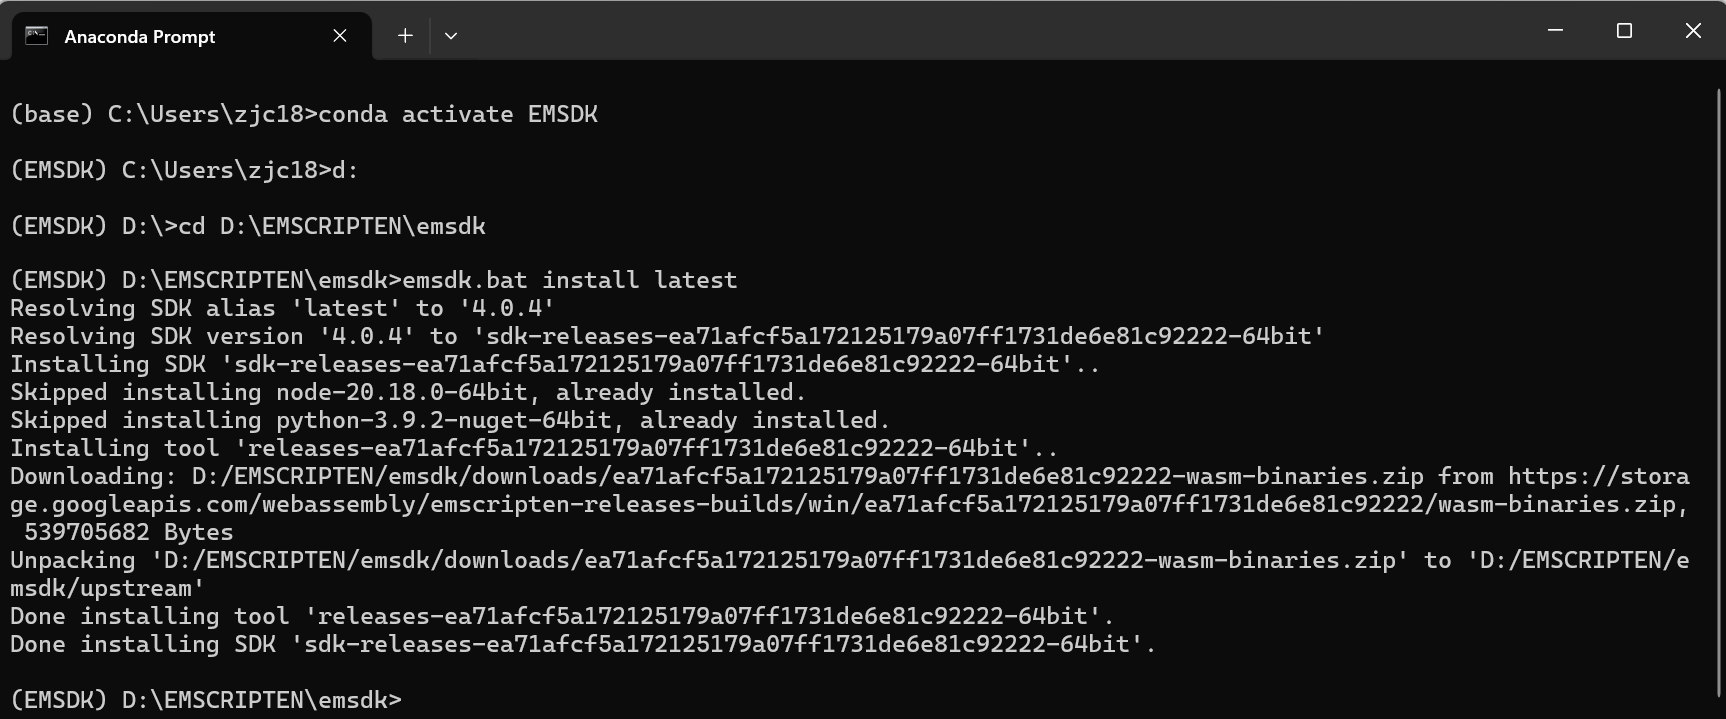 Anaconda Prompt
(base) C:\Users\zjc18>conda activate EMSDK
(EMSDK) C:\Users\zjc18>d:
(EMSDK) D:\>cd D:\EMSCRIPTEN\emsdk
(EMSDK) D:\EMSCRIPTEN\emsdk>emsdk.bat install latest
Resolving SDK alias 'latest' to '4.0.4'
Resolving SDK version '4.0.4' to 'sdk-releases-ea71afcf5a172125179a07ff1731de6e81c92222-64bit'
Installing SDK 'sdk-releases-ea71afcf5a172125179a07ff1731de6e81c92222-64bit'..
Skipped installing node-20.18.0-64bit, already installed.
Skipped installing python-3.9.2-nuget-64bit, already installed.
Installing tool 'releases-ea71afcf5a172125179a07ff1731de6e81c92222-64bit'..
Downloading: D:/EMSCRIPTEN/emsdk/downloads/ea71afcf5a172125179a07ff1731de6e81c92222-wasm-binaries.zip from https://stora
ge.googleapis.com/webassembly/emscripten-releases-builds/win/ea71afcf5a172125179a07ff1731de6e81c92222/wasm-binaries.zip,
539705682 Bytes
Unpacking 'D:/EMSCRIPTEN/emsdk/downloads/ea71afcf5a172125179a07ff1731de6e81c92222-wasm-binaries.zip' to 'D:/EMSCRIPTEN/e
msdk/upstream'
Done installing tool 'releases-ea71afcf5a172125179a07ff1731de6e81c92222-64bit'.
Done installing SDK 'sdk-releases-ea71afcf5a172125179a07ff1731de6e81c92222-64bit'.
(EMSDK) D:\EMSCRIPTEN\emsdk>